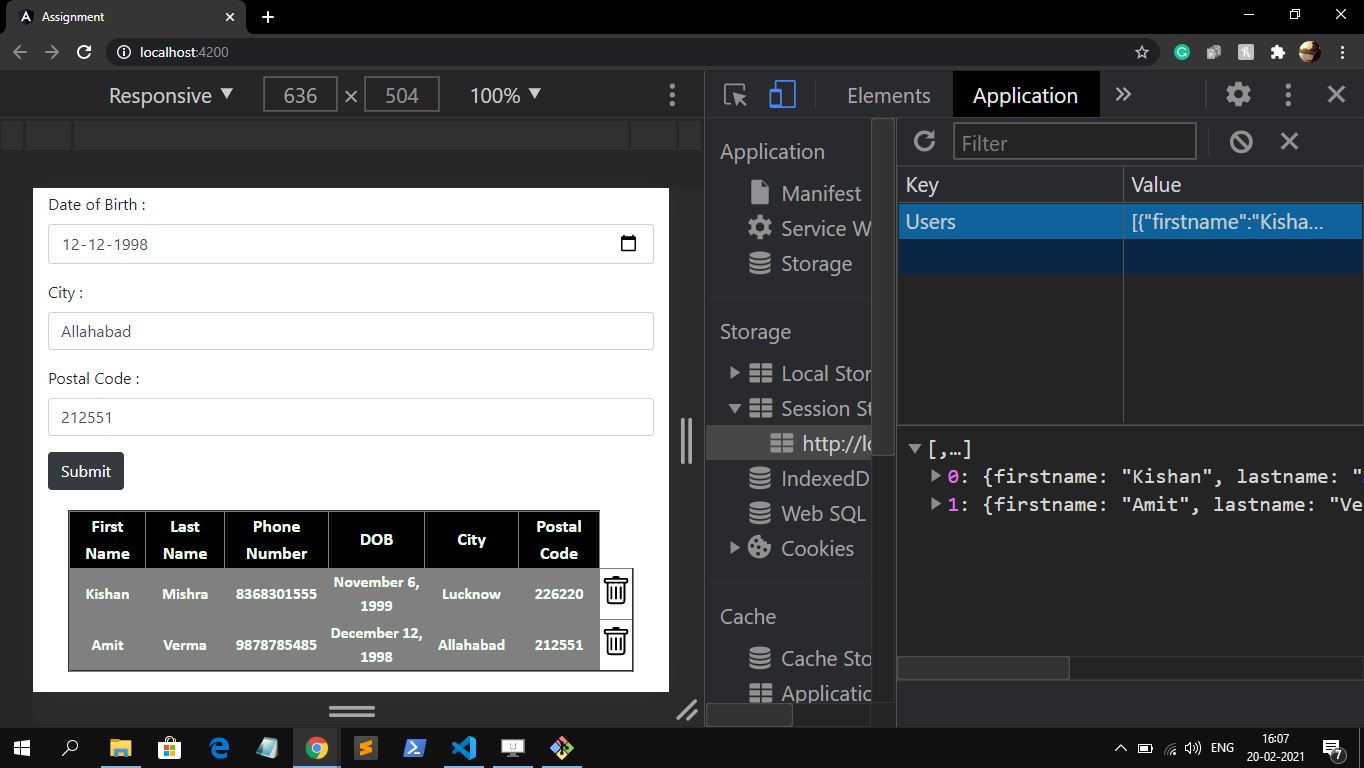 Assignment
localhost:4200
Responsive
636 × 504
100%
Elements
Application
Date of Birth :
12-12-1998
City :
Allahabad
Postal Code :
212551
Submit
First Name Last Name Phone Number DOB City Postal Code
Kishan Mishra 8368301555 November 6, 1999 Lucknow 226220
Amit Verma 9878785485 December 12, 1998 Allahabad 212551
Application
Manifest
Service W
Storage
Storage
Local Stor
Session St
http://lo
IndexedD
Web SQL
Cookies
Cache
Cache Sto
Applicatic
Filter
Key Value
Users [{"firstname":"Kisha...
[,…]
0: {firstname: "Kishan", lastname: "
1: {firstname: "Amit", lastname: "Ve
ENG
16:07
20-02-2021
7